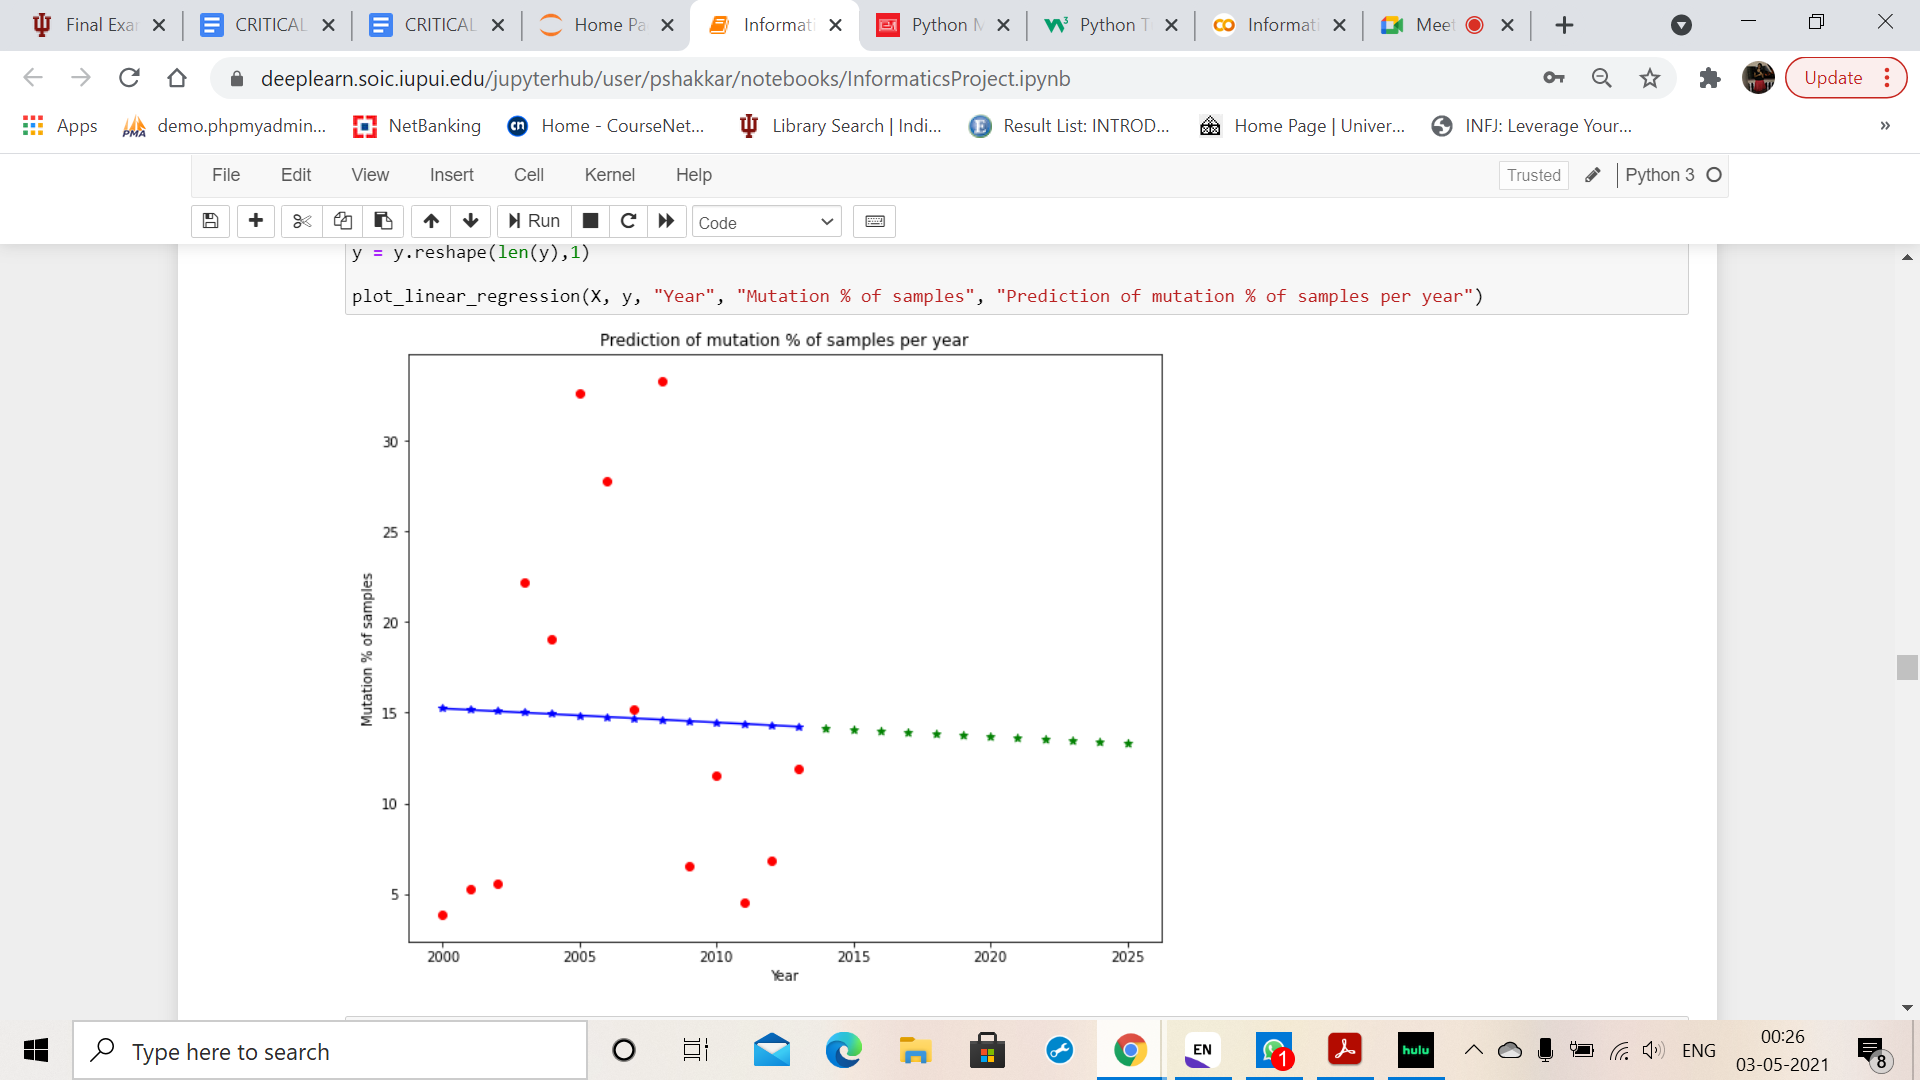 Final Exa CRITICAL CRITICAL Home Pa Informati Python M Python T Informati Meet
deeplearn.soic.iupui.edu/jupyterhub/user/pshakkar/notebooks/InformaticsProject.ipynb Update
Apps PMA demo.phpmyadmin... NetBanking cn Home - CourseNet... Library Search | Indi... E Result List: INTROD... Home Page | Univer... INFJ: Leverage Your... »
File Edit View Insert Cell Kernel Help Trusted Python 3
Run Code
y = y.reshape(len(y),1)
plot_linear_regression(X, y, "Year", "Mutation % of samples", "Prediction of mutation % of samples per year")
Prediction of mutation % of samples per year
30
25
20
15
10
5
Mutation % of samples
2000 2005 2010 2015 2020 2025
Year
Type here to search EN 1 hulu ENG 00:26
03-05-2021 8